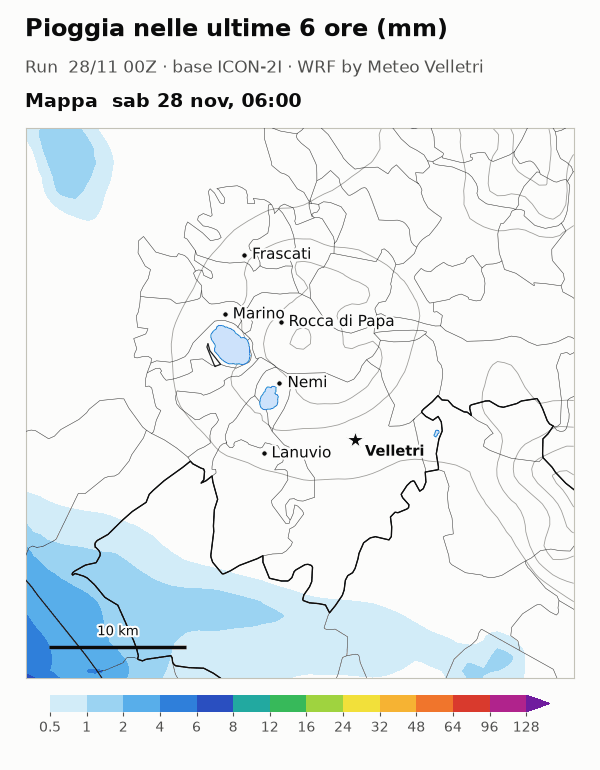 Pioggia nelle ultime 6 ore (mm)
Run  28/11 00Z · base ICON-2I · WRF by Meteo Velletri
Mappa  sab 28 nov, 06:00
Frascati
Marino
Rocca di Papa
Nemi
Velletri
Lanuvio
10 km
0.5 1 2 4 6 8 12 16 24 32 48 64 96 128